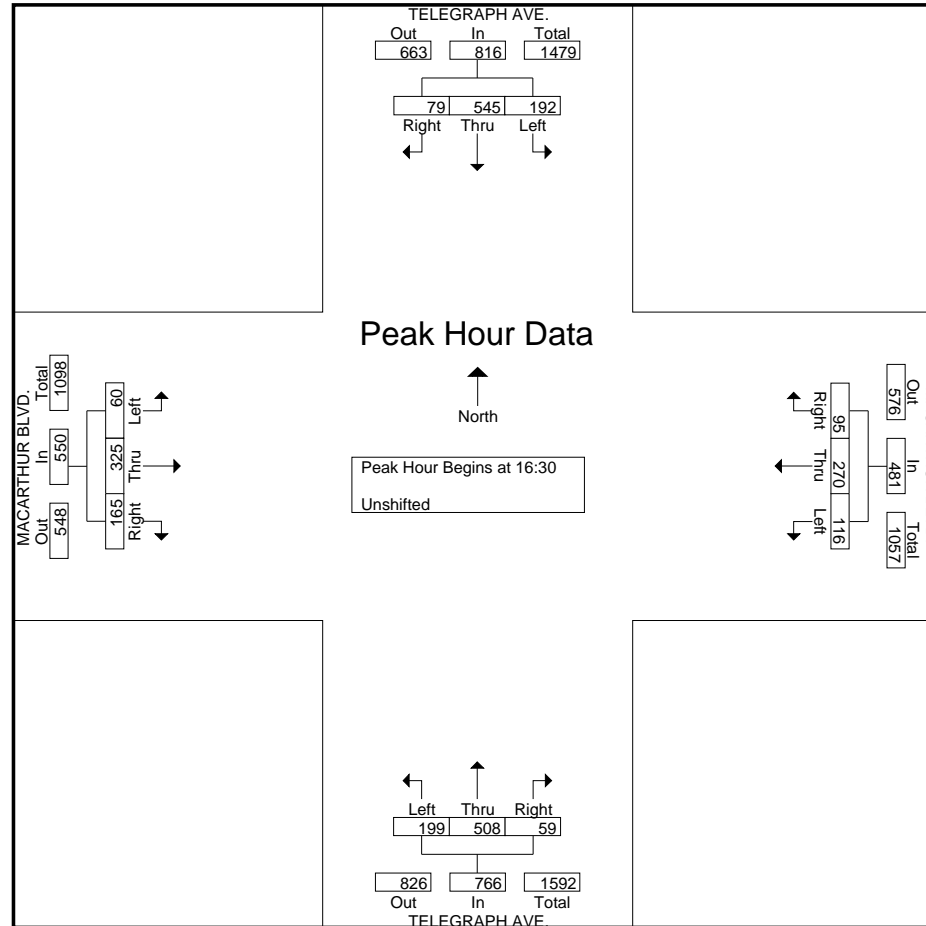 TELEGRAPH AVE.
Out In Total
663 816 1479
79 545 192
Right Thru Left
Peak Hour Data
North
Peak Hour Begins at 16:30
Unshifted
MACARTHUR BLVD.
Total In Out
1098 550 548
60 325 165
Left Thru Right
Out In Total
576 481 1057
95 270 116
Right Thru Left
Left Thru Right
199 508 59
826 766 1592
Out In Total
TELEGRAPH AVE.